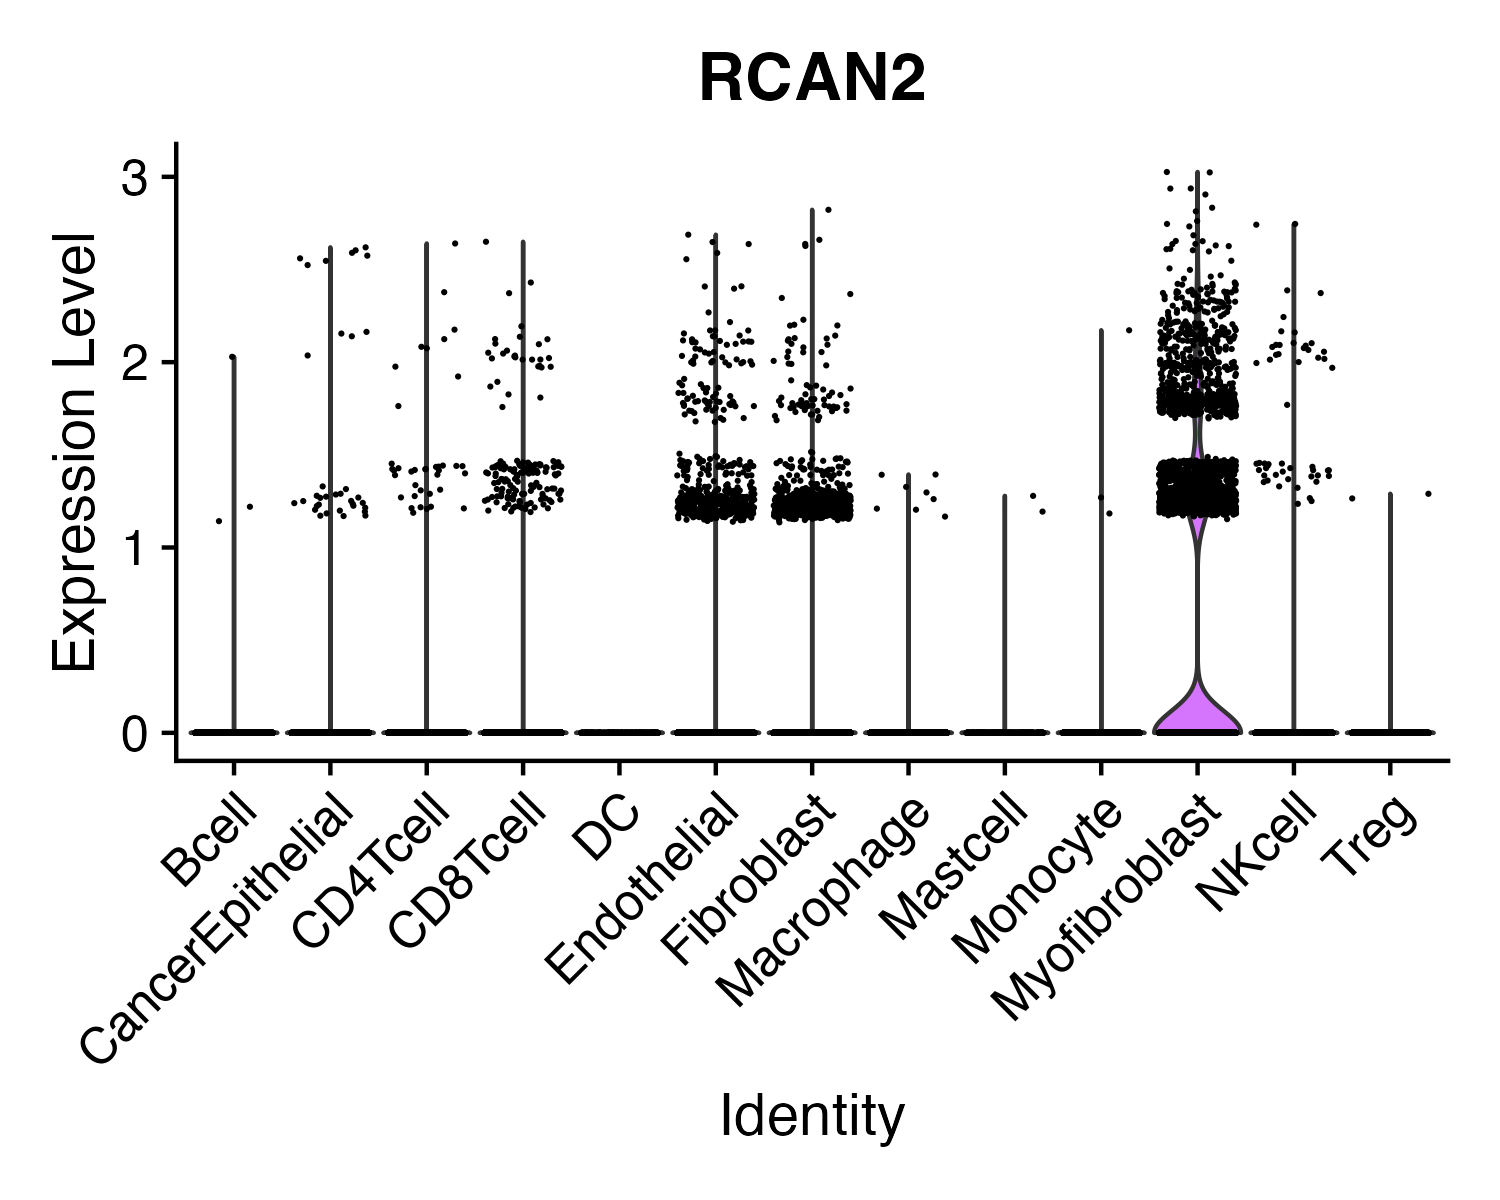 RCAN2
Expression Level
3
2
1
0
Bcell
CancerEpithelial
CD4Tcell
CD8Tcell
DC
Endothelial
Fibroblast
Macrophage
Mastcell
Monocyte
Myofibroblast
NKcell
Treg
Identity